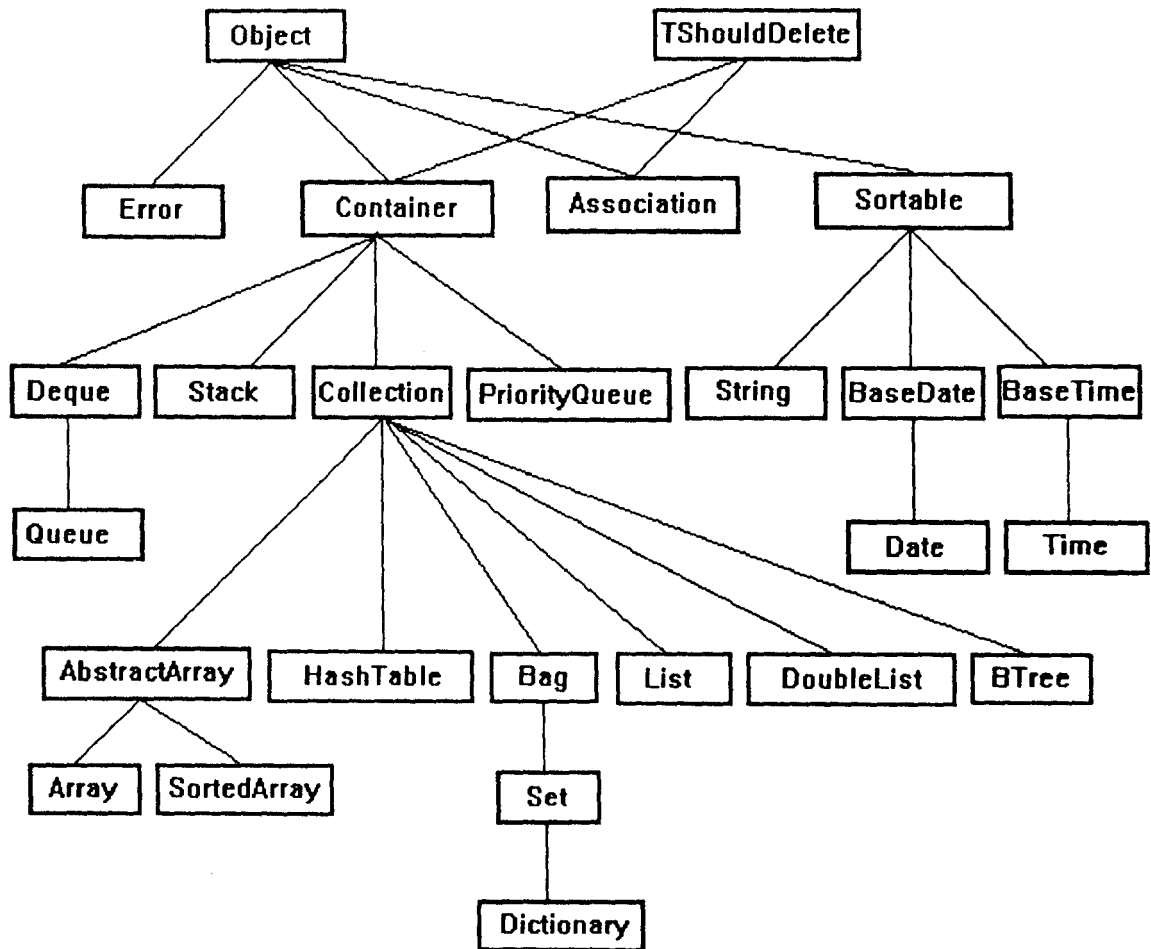 Object
TShouldDelete
Error
Container
Association
Sortable
Deque
Stack
Collection
PriorityQueue
String
BaseDate
BaseTime
Queue
Date
Time
AbstractArray
HashTable
Bag
List
DoubleList
BTree
Array
SortedArray
Set
Dictionary